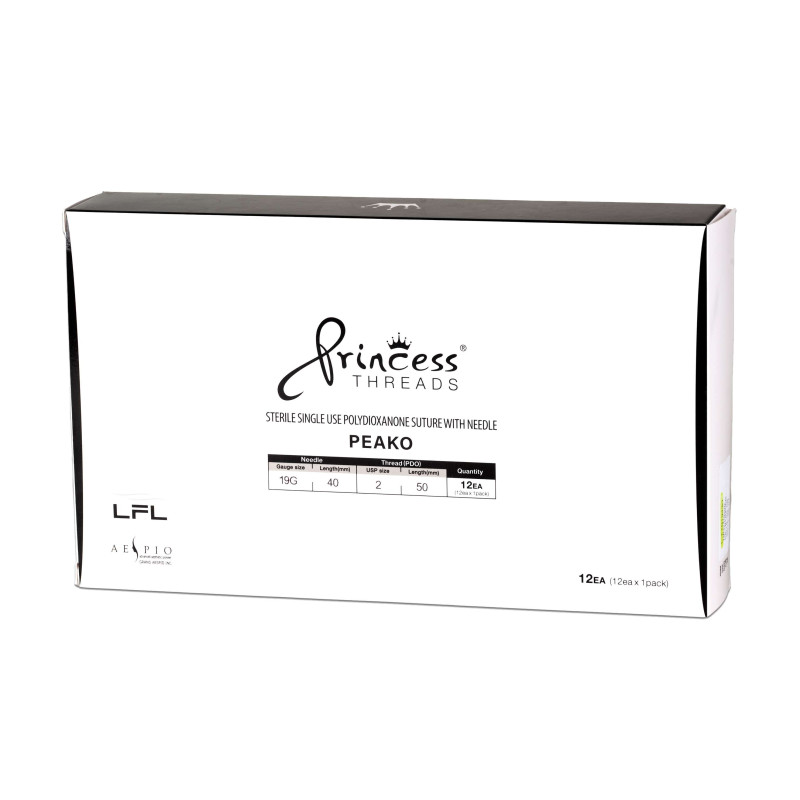 Princess®
THREADS
STERILE SINGLE USE POLYDIOXANONE SUTURE WITH NEEDLE
PEAKO
Needle Thread(PDO) Quantity
Gauge size Length(mm) USP size Length(mm)
19G 40 2 50 12EA
(12ea x 1pack)
LFL
AESPIO
12EA (12ea x 1pack)